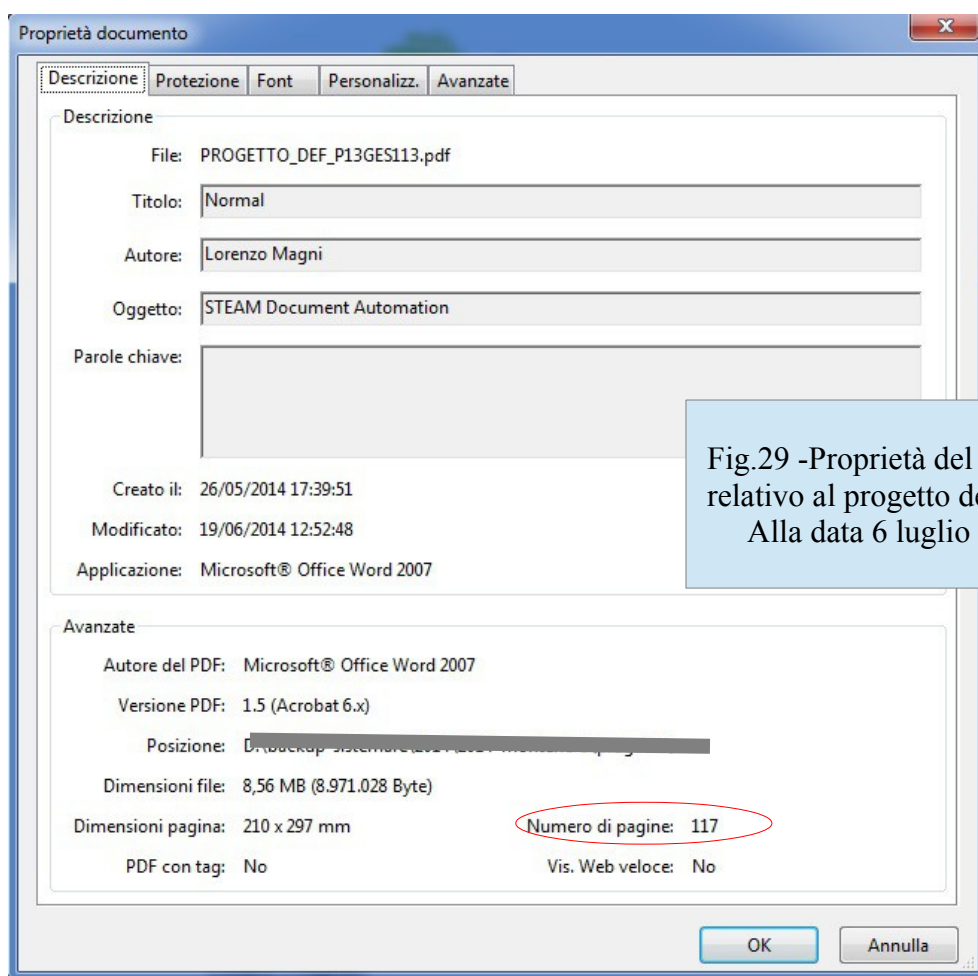 Proprietà documento
Descrizione Protezione Font Personalizz. Avanzate
Descrizione
File: PROGETTO_DEF_P13GES113.pdf
Titolo: Normal
Autore: Lorenzo Magni
Oggetto: STEAM Document Automation
Parole chiave:
Fig.29 -Proprietà del
relativo al progetto
Alla data 6 luglio
Creato il: 26/05/2014 17:39:51
Modificato: 19/06/2014 12:52:48
Applicazione: Microsoft® Office Word 2007
Avanzate
Autore del PDF: Microsoft® Office Word 2007
Versione PDF: 1.5 (Acrobat 6.x)
Posizione:
Dimensioni file: 8,56 MB (8.971.028 Byte)
Dimensioni pagina: 210 x 297 mm Numero di pagine: 117
PDF con tag: No Vis. Web veloce: No
OK Annulla